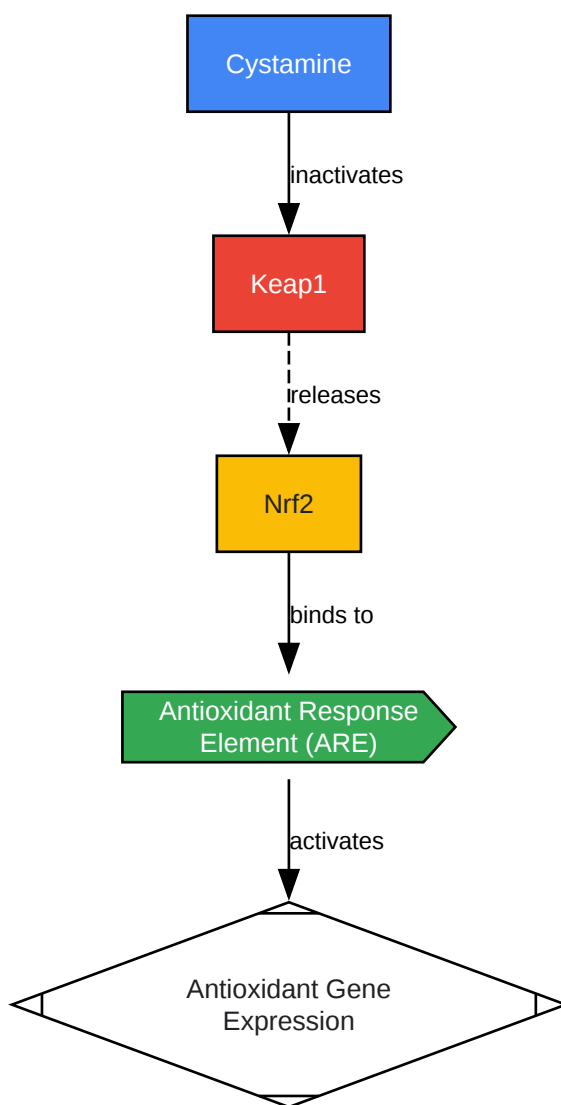 Cystamine
inactivates
Keap1
releases
Nrf2
binds to
Antioxidant Response
Element (ARE)
activates
Antioxidant Gene
Expression